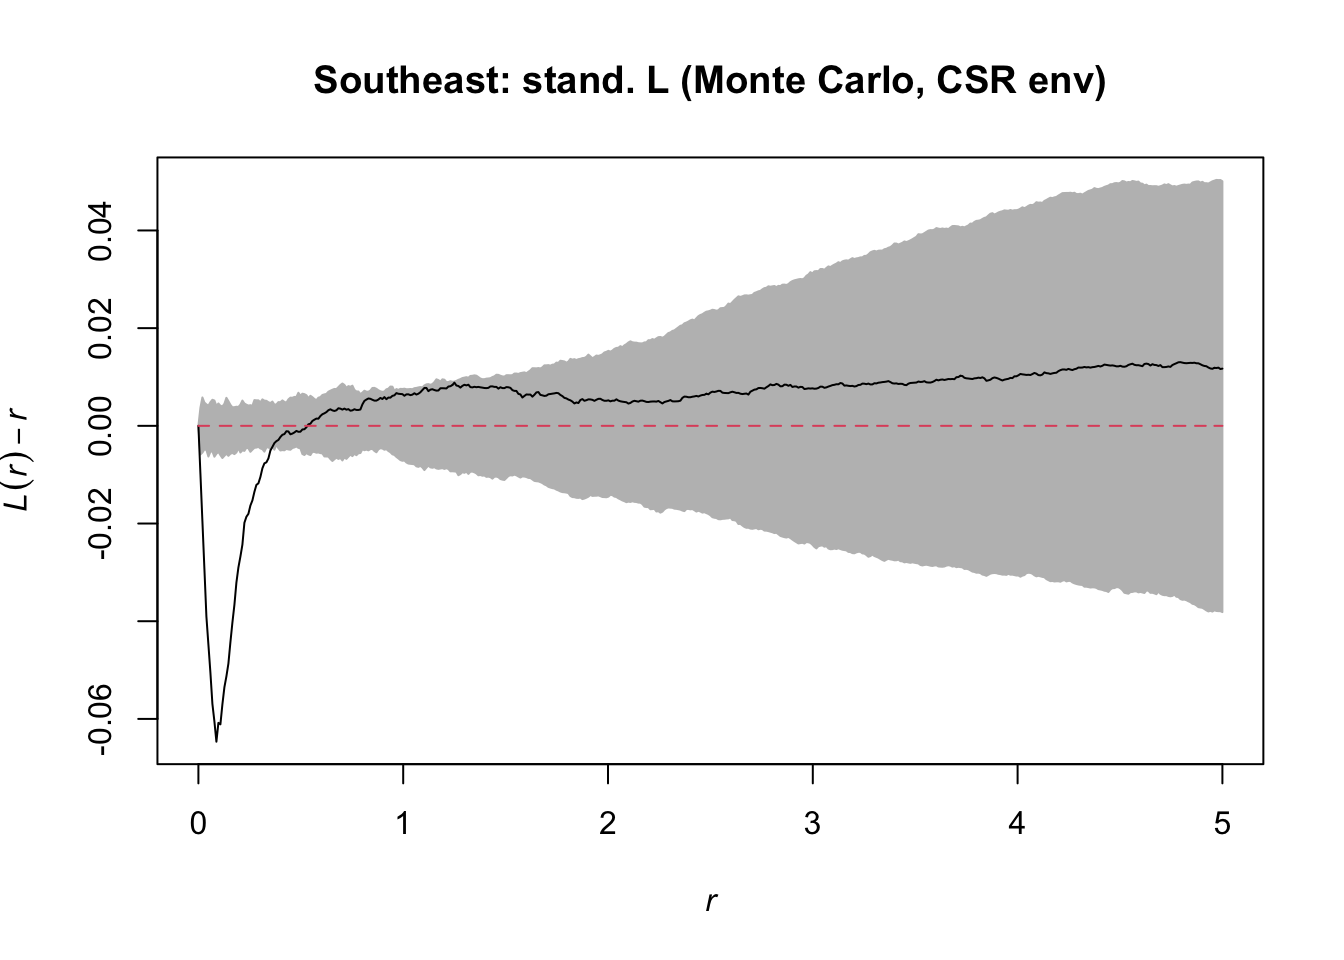 Southeast: stand. L (Monte Carlo, CSR env)
L(r) − r
0.04
0.02
0.00
-0.02
-0.06
0 1 2 3 4 5
r